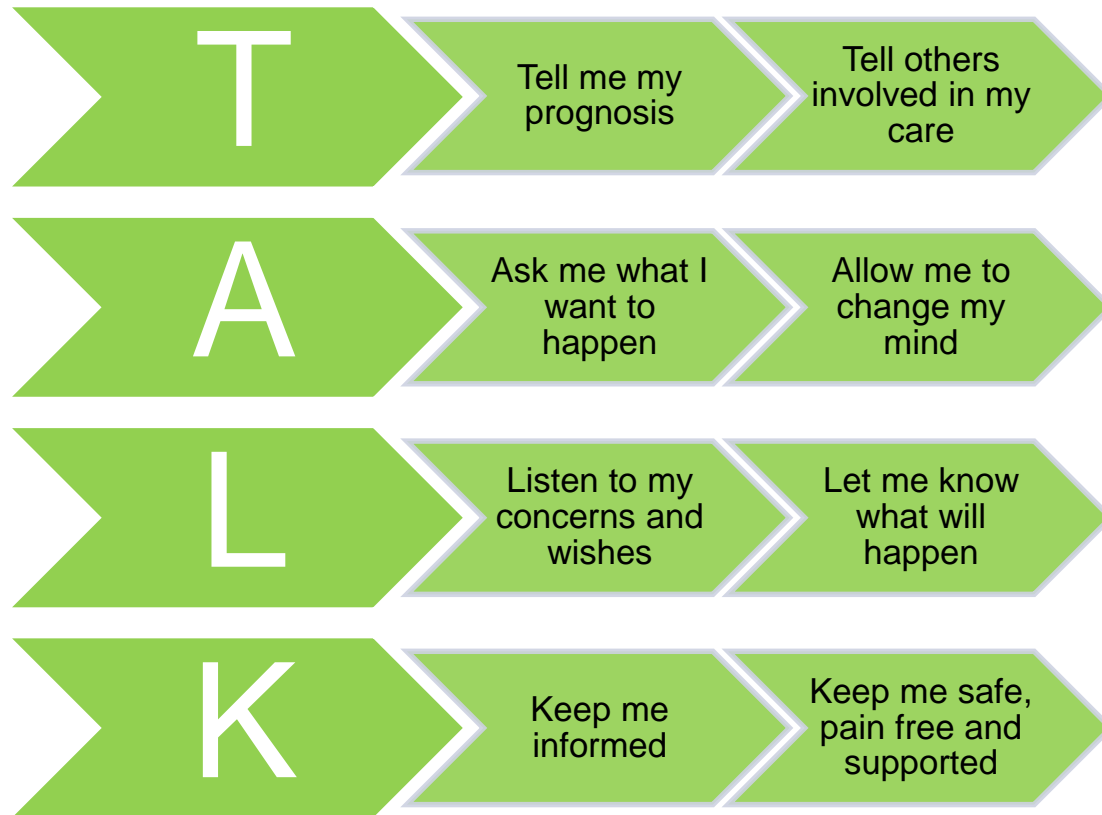 T
Tell me my
prognosis
Tell others
involved in my
care
A
Ask me what I
want to
happen
Allow me to
change my
mind
L
Listen to my
concerns and
wishes
Let me know
what will
happen
K
Keep me
informed
Keep me safe,
pain free and
supported